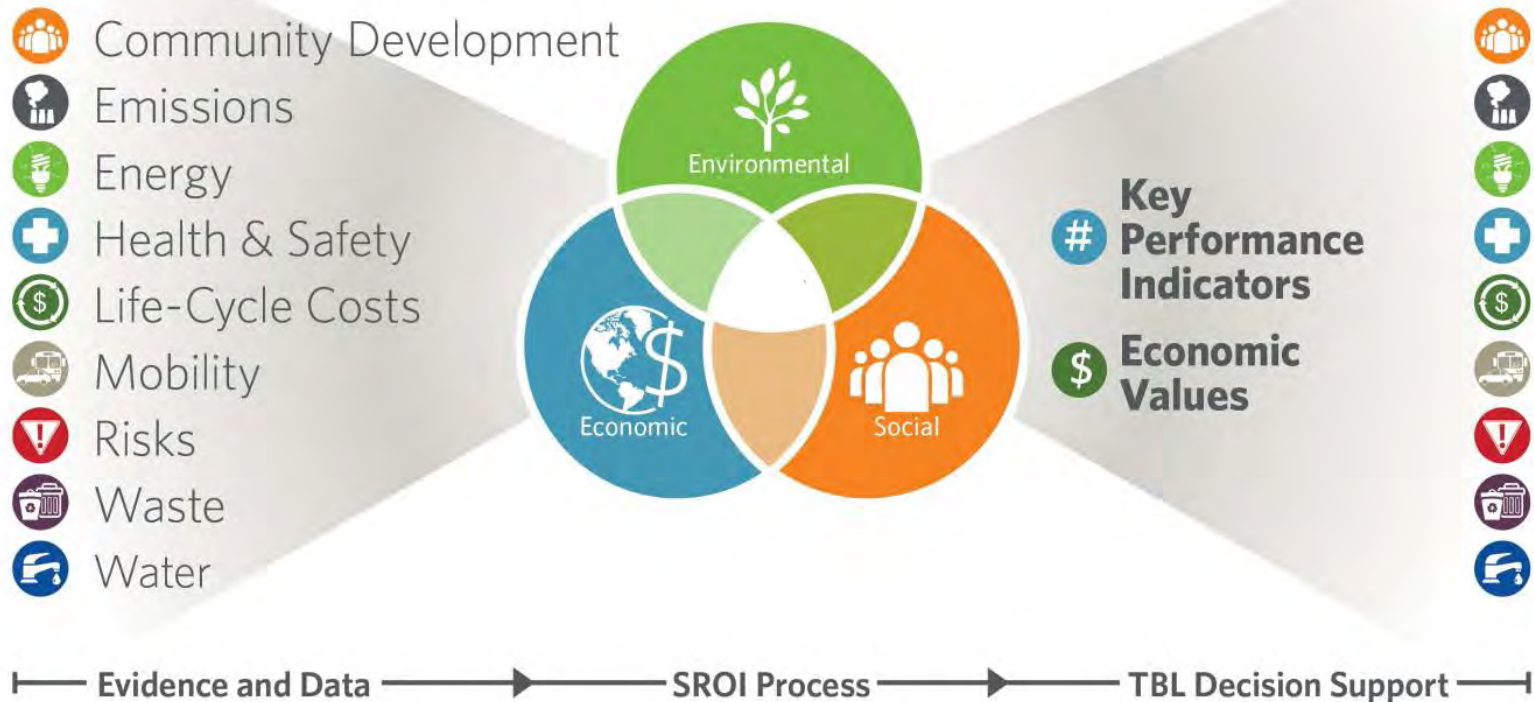 Community Development
Emissions
Energy
Health & Safety
Life-Cycle Costs
Mobility
Risks
Waste
Water
Environmental
Economic
Social
#
Key
Performance
Indicators
$
Economic
Values
Evidence and Data
SROI Process
TBL Decision Support